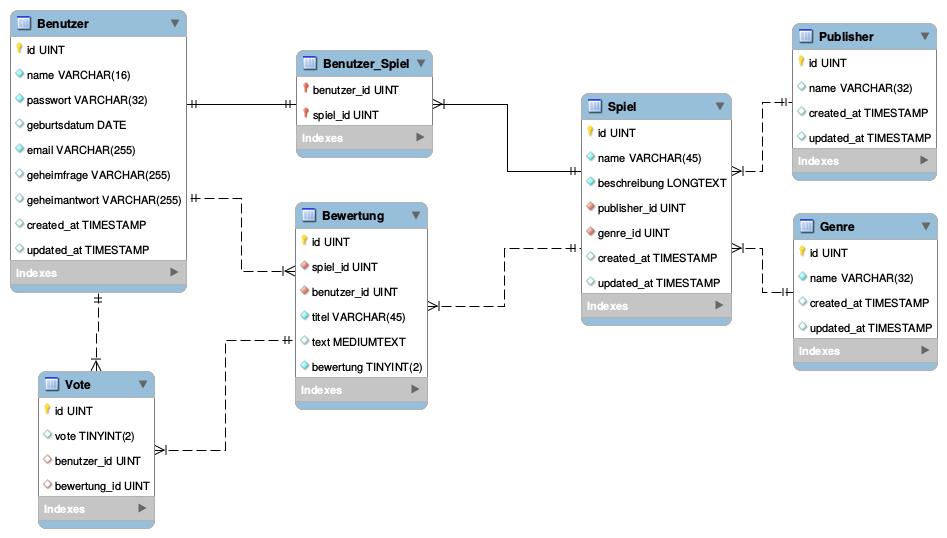 Benutzer
id UINT
name VARCHAR(16)
passwort VARCHAR(32)
geburtsdatum DATE
email VARCHAR(255)
geheimfrage VARCHAR(255)
geheimantwort VARCHAR(255)
created_at TIMESTAMP
updated_at TIMESTAMP
Indexes
Benutzer_Spiel
benutzer_id UINT
spiel_id UINT
Indexes
Spiel
id UINT
name VARCHAR(45)
beschreibung LONGTEXT
publisher_id UINT
genre_id UINT
created_at TIMESTAMP
updated_at TIMESTAMP
Indexes
Publisher
id UINT
name VARCHAR(32)
created_at TIMESTAMP
updated_at TIMESTAMP
Indexes
Bewertung
id UINT
spiel_id UINT
benutzer_id UINT
titel VARCHAR(45)
text MEDIUMTEXT
bewertung TINYINT(2)
Indexes
Genre
id UINT
name VARCHAR(32)
created_at TIMESTAMP
updated_at TIMESTAMP
Indexes
Vote
id UINT
vote TINYINT(2)
benutzer_id UINT
bewertung_id UINT
Indexes